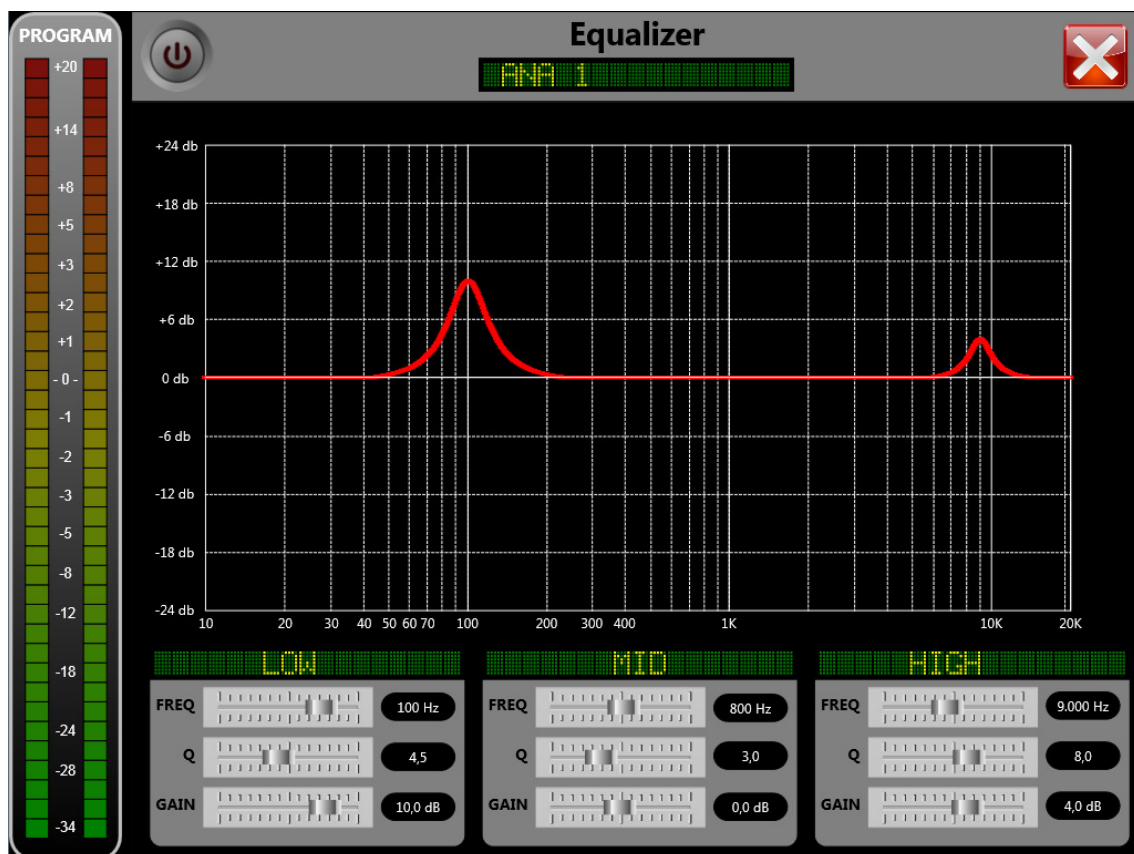 PROGRAM
+20
+14
+8
+5
+3
+2
+1
- 0 -
-1
-2
-3
-5
-8
-12
-18
-24
-28
-34
Equalizer
ANA 1
+24 db
+18 db
+12 db
+6 db
0 db
-6 db
-12 db
-18 db
-24 db
10 20 30 40 50 60 70 100 200 300 400 1K 10K 20K
LOW
FREQ 100 Hz
Q 4,5
GAIN 10,0 dB
MID
FREQ 800 Hz
Q 3,0
GAIN 0,0 dB
HIGH
FREQ 9.000 Hz
Q 8,0
GAIN 4,0 dB